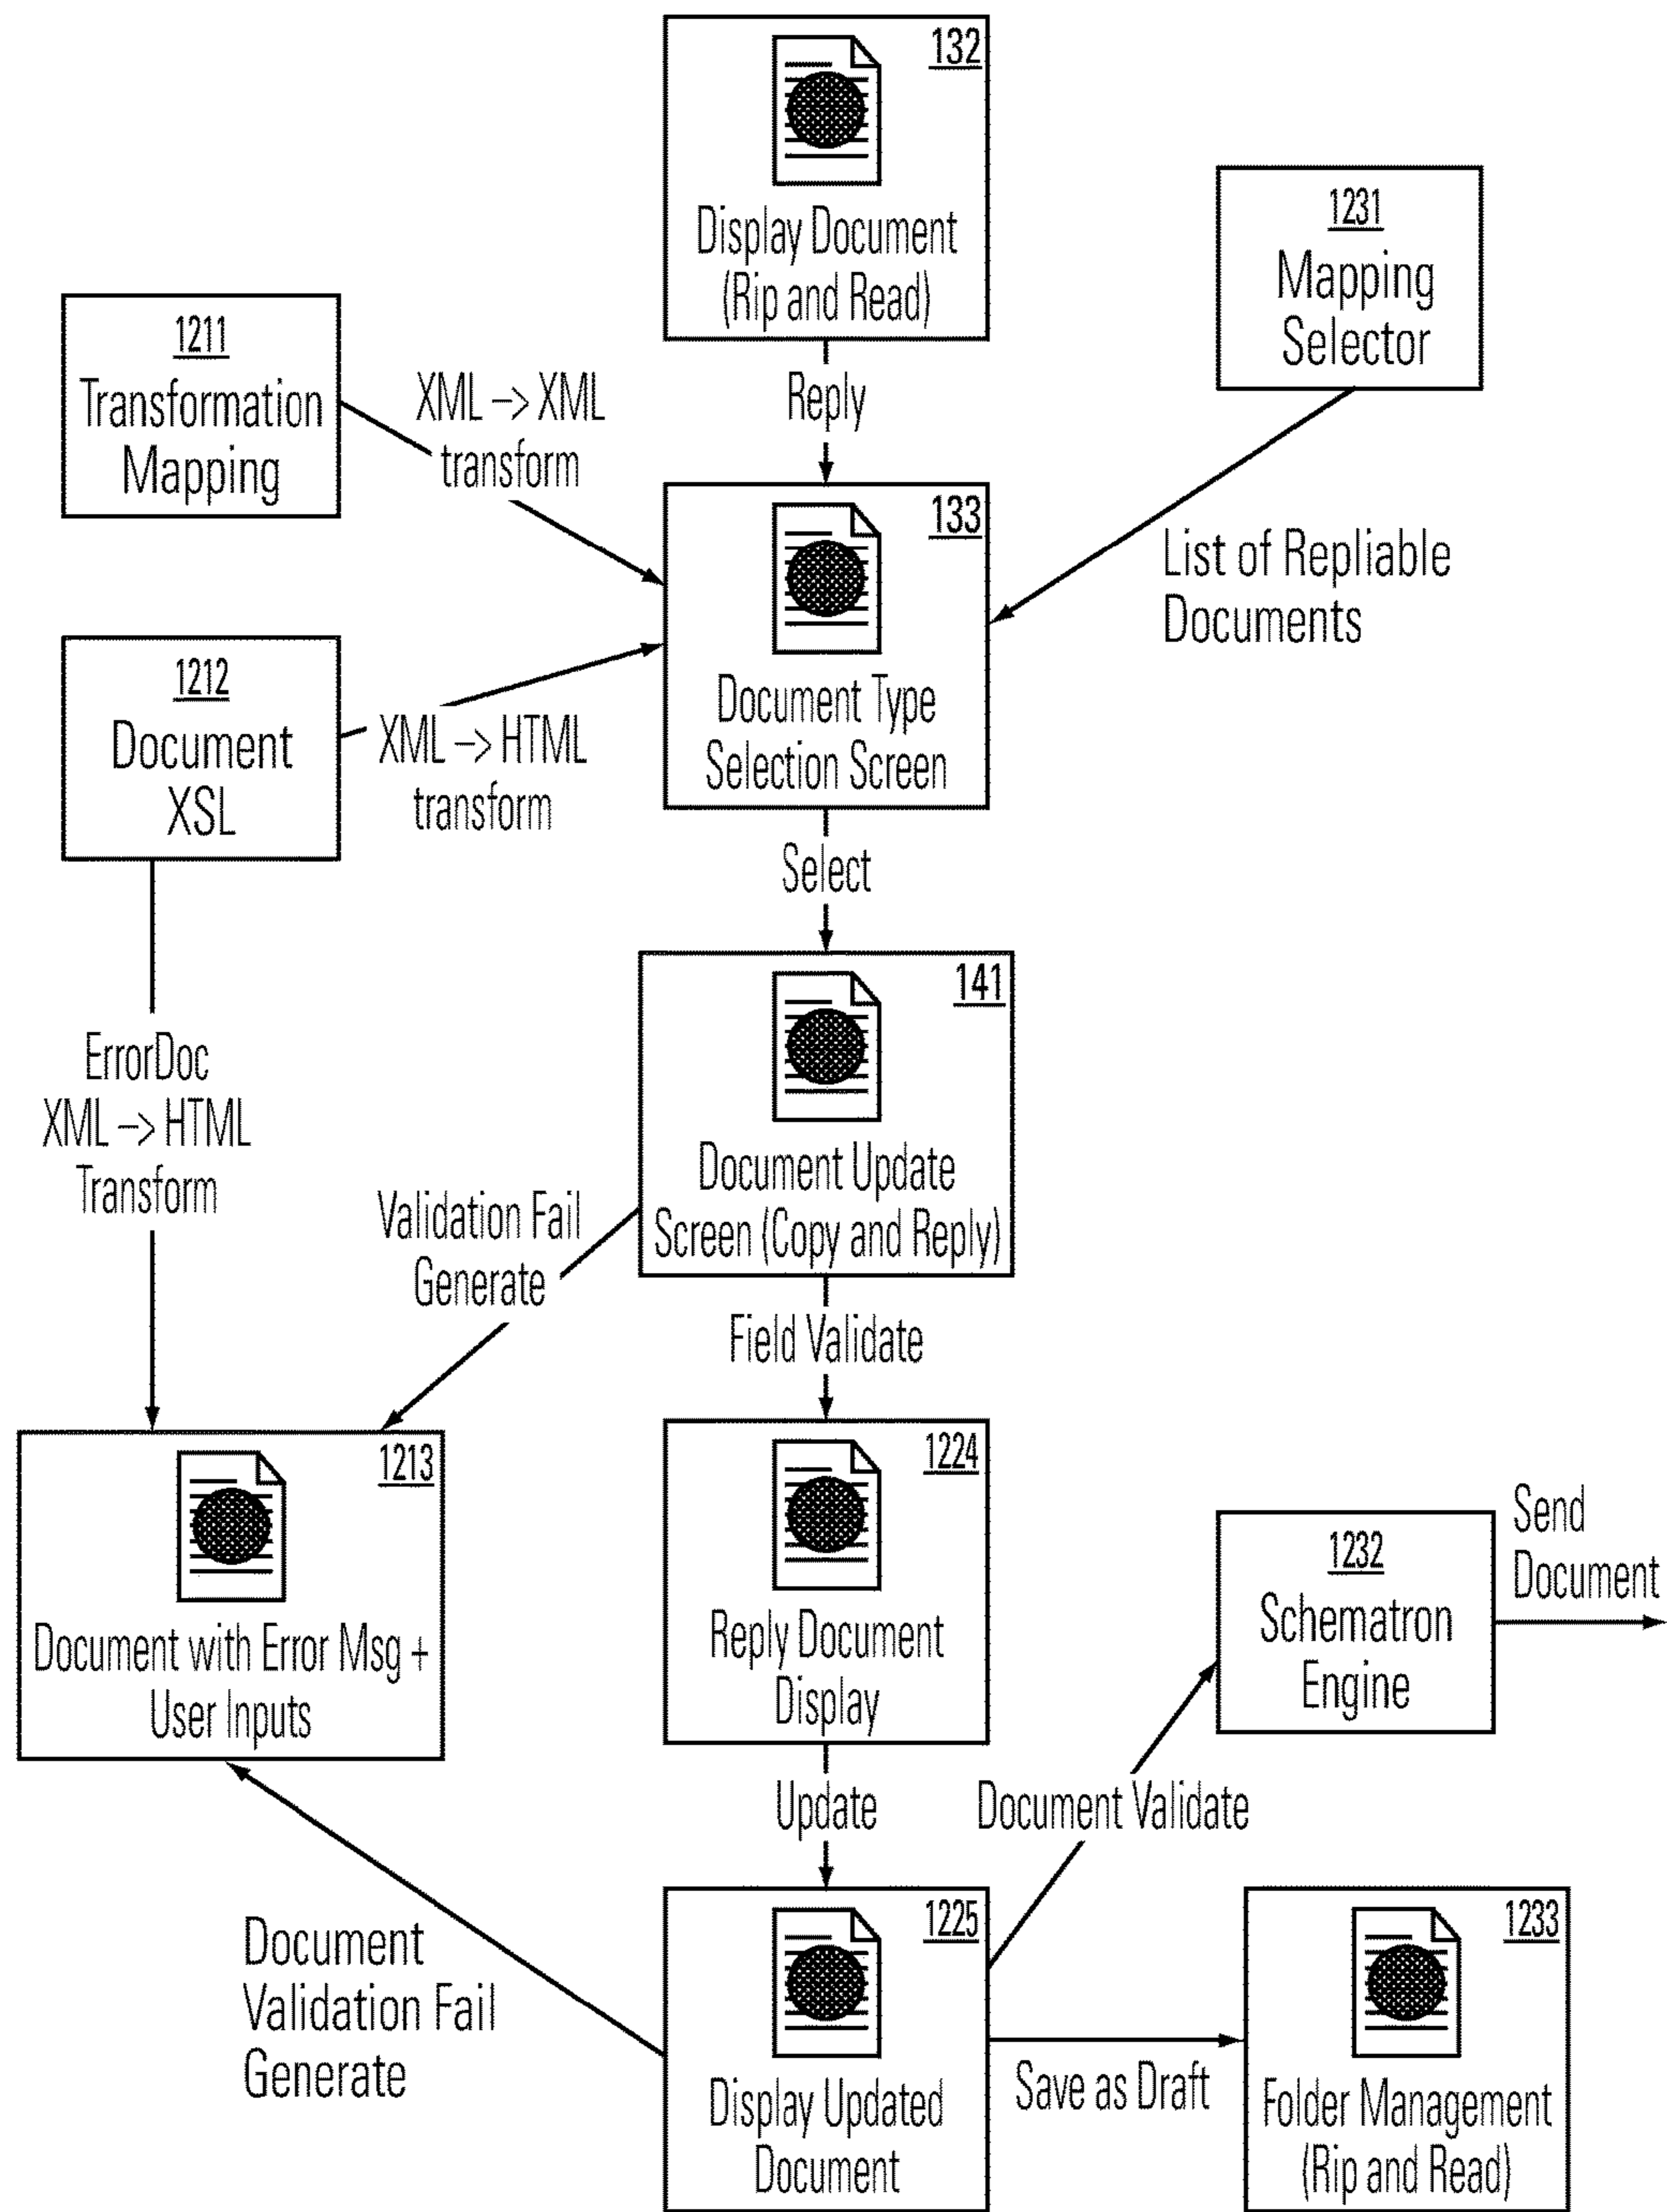 132
Display Document
(Rip and Read)
1231
Mapping
Selector
1211
Transformation
Mapping
XML –> XML
transform
Reply
133
Document Type
Selection Screen
List of Repliable
Documents
1212
Document
XSL
XML –> HTML
transform
Select
141
Document Update
Screen (Copy and Reply)
ErrorDoc
XML –> HTML
Transform
Validation Fail
Generate
Field Validate
1213
Document with Error Msg +
User Inputs
1224
Reply Document
Display
1232
Schematron
Engine
Send
Document
Update
Document Validate
Document
Validation Fail
Generate
1225
Display Updated
Document
Save as Draft
1233
Folder Management
(Rip and Read)